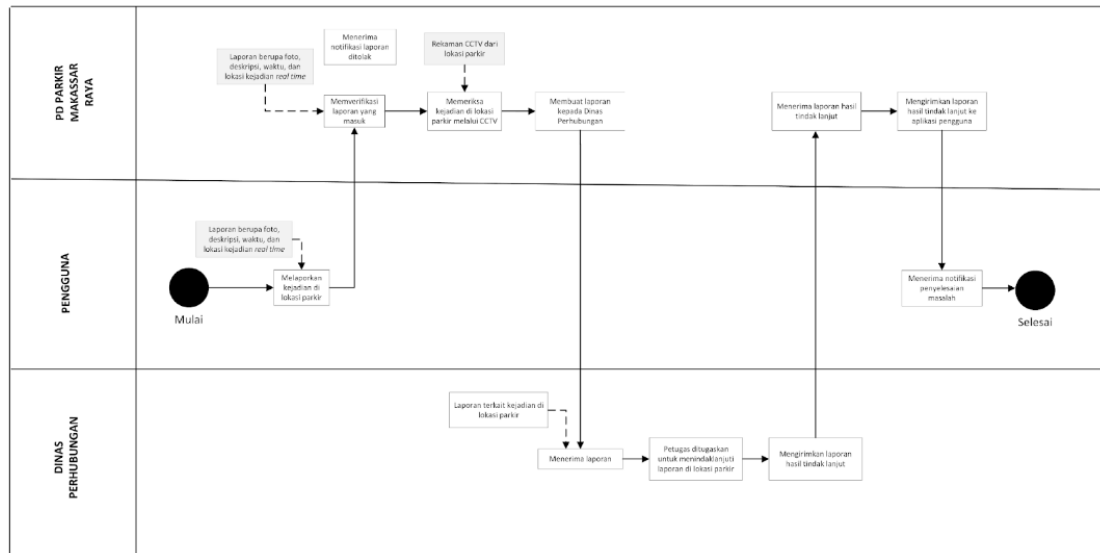 PD PARKIR
MAKASSAR
RAYA
Laporan berupa foto,
deskripsi, waktu, dan
lokasi kejadian real time
Menerima
notifikasi laporan
ditolak
Rekaman CCTV dari
lokasi parkir
Memverifikasi
laporan yang
masuk
Memeriksa
kejadian di lokasi
parkir melalui CCTV
Membuat laporan
kepada Dinas
Perhubungan
Menerima laporan hasil
tindak lanjut
Mengirimkan laporan
hasil tindak lanjut ke
aplikasi pengguna
PENGGUNA
Laporan berupa foto,
deskripsi, waktu, dan
lokasi kejadian real time
Mulai
Melaporkan
kejadian di
lokasi parkir
Menerima notifikasi
penyelesaian
masalah
Selesai
DINAS
PERHUBUNGAN
Laporan terkait kejadian di
lokasi parkir
Menerima laporan
Petugas ditugaskan
untuk menindaklanjuti
laporan di lokasi parkir
Mengirimkan laporan
hasil tindak lanjut